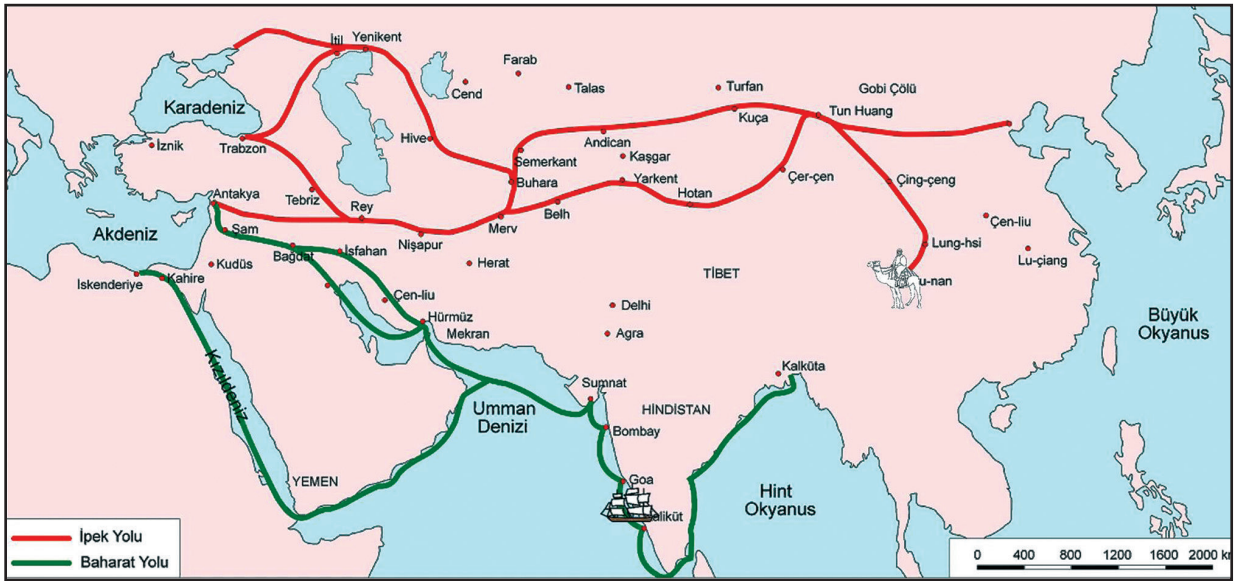 İtil
Yenikent
Farab
Cend
Talas
Turfan
Gobi Çölü
Karadeniz
Kuça
Tun Huang
İznik
Trabzon
Hive
Semerkant
Andican
Kaşgar
Buhara
Yarkent
Hotan
Çer-çen
Çing-çeng
Antakya
Tebriz
Rey
Merv
Belh
Çen-liu
Akdeniz
Şam
Nişapur
Bağdat
İsfahan
Lung-hsi
Lu-çiang
Kudüs
Herat
TİBET
İskenderiye
Kahire
u-nan
Çen-liu
Delhi
Hürmüz
Mekran
Agra
Büyük
Okyanus
Kızıldeniz
Kalküta
Sumnat
Umman
Denizi
HİNDİSTAN
Bombay
YEMEN
Goa
Hint
Okyanus
aliküt
İpek Yolu
Baharat Yolu
0 400 800 1200 1600 2000 km